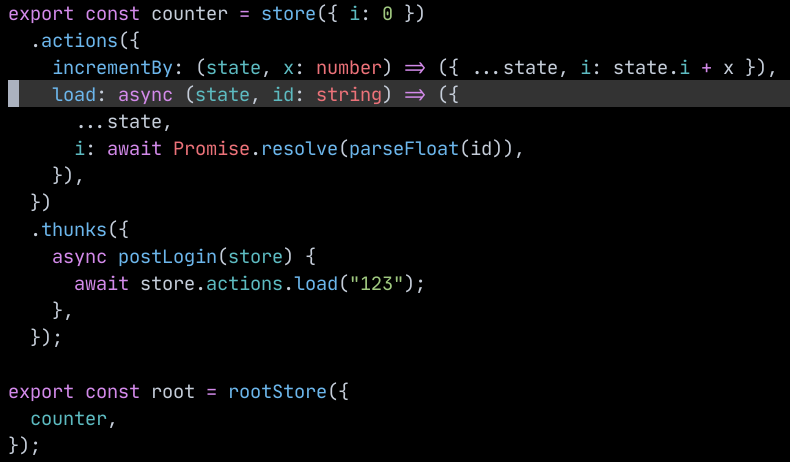 export const counter = store({ i: 0 })
  .actions({
    incrementBy: (state, x: number) => ({ ...state, i: state.i + x }),
    load: async (state, id: string) => ({
      ...state,
      i: await Promise.resolve(parseFloat(id)),
    }),
  })
  .thunks({
    async postLogin(store) {
      await store.actions.load("123");
    },
  });

export const root = rootStore({
  counter,
});